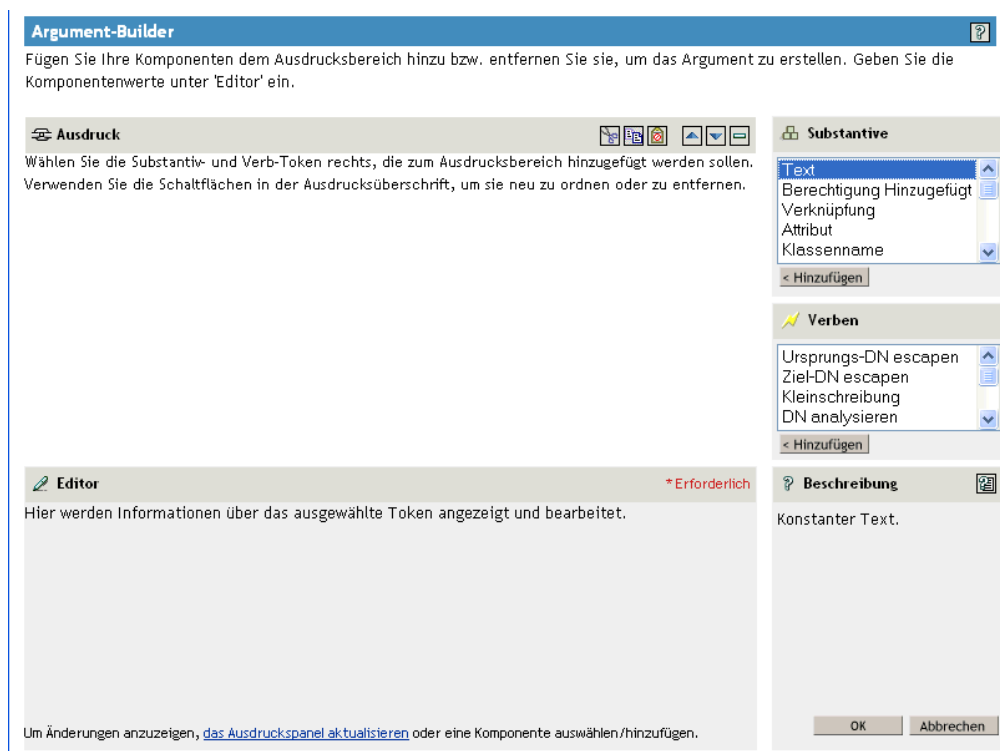 Argument-Builder
Fügen Sie Ihre Komponenten dem Ausdrucksbereich hinzu bzw. entfernen Sie sie, um das Argument zu erstellen. Geben Sie die
Komponentenwerte unter 'Editor' ein.
Ausdruck
Wählen Sie die Substantiv- und Verb-Token rechts, die zum Ausdrucksbereich hinzugefügt werden sollen.
Verwenden Sie die Schaltflächen in der Ausdrucksüberschrift, um sie neu zu ordnen oder zu entfernen.
Substantive
Text
Berechtigung Hinzugefügt
Verknüpfung
Attribut
Klassenname
< Hinzufügen
Verben
Ursprungs-DN escapen
Ziel-DN escapen
Kleinschreibung
DN analysieren
< Hinzufügen
Editor
*Erforderlich
Hier werden Informationen über das ausgewählte Token angezeigt und bearbeitet.
Um Änderungen anzuzeigen, das Ausdruckspanel aktualisieren oder eine Komponente auswählen/hinzufügen.
Beschreibung
Konstanter Text.
OK
Abbrechen